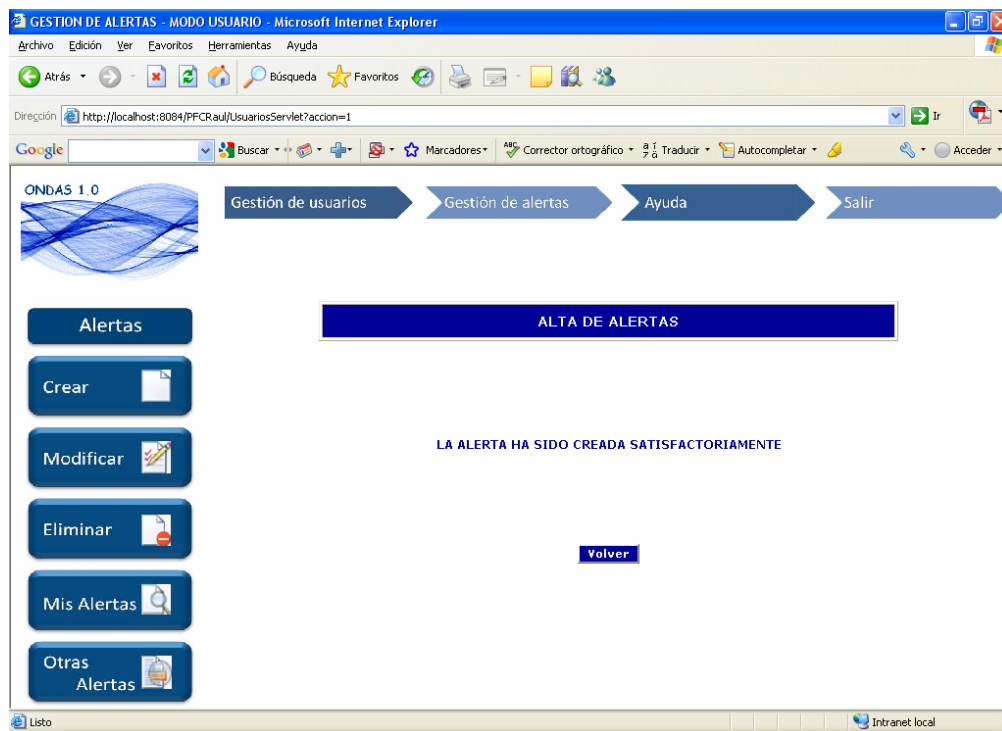 GESTION DE ALERTAS - MODO USUARIO - Microsoft Internet Explorer
Archivo Edición Ver Favoritos Herramientas Ayuda
Atrás Búsqueda Favoritos
Dirección http://localhost:8084/PFCRaul/UsuariosServlet?accion=1 Ir
Google Buscar Marcadores ABC Corrector ortográfico Traducir Autocompletar Acceder
ONDAS 1.0
Gestión de usuarios Gestión de alertas Ayuda Salir
Alertas
ALTA DE ALERTAS
Crear
LA ALERTA HA SIDO CREADA SATISFACTORIAMENTE
Modificar
Eliminar
Volver
Mis Alertas
Otras
Alertas
Listo Intranet local